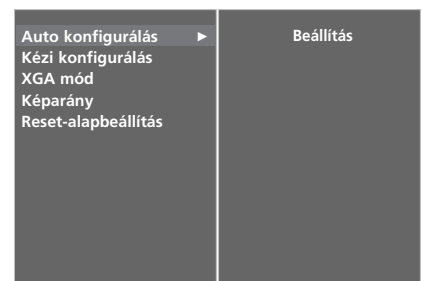 Auto konfigurálás ► Beállítás
Kézi konfigurálás
XGA mód
Képarány
Reset-alapbeállítás